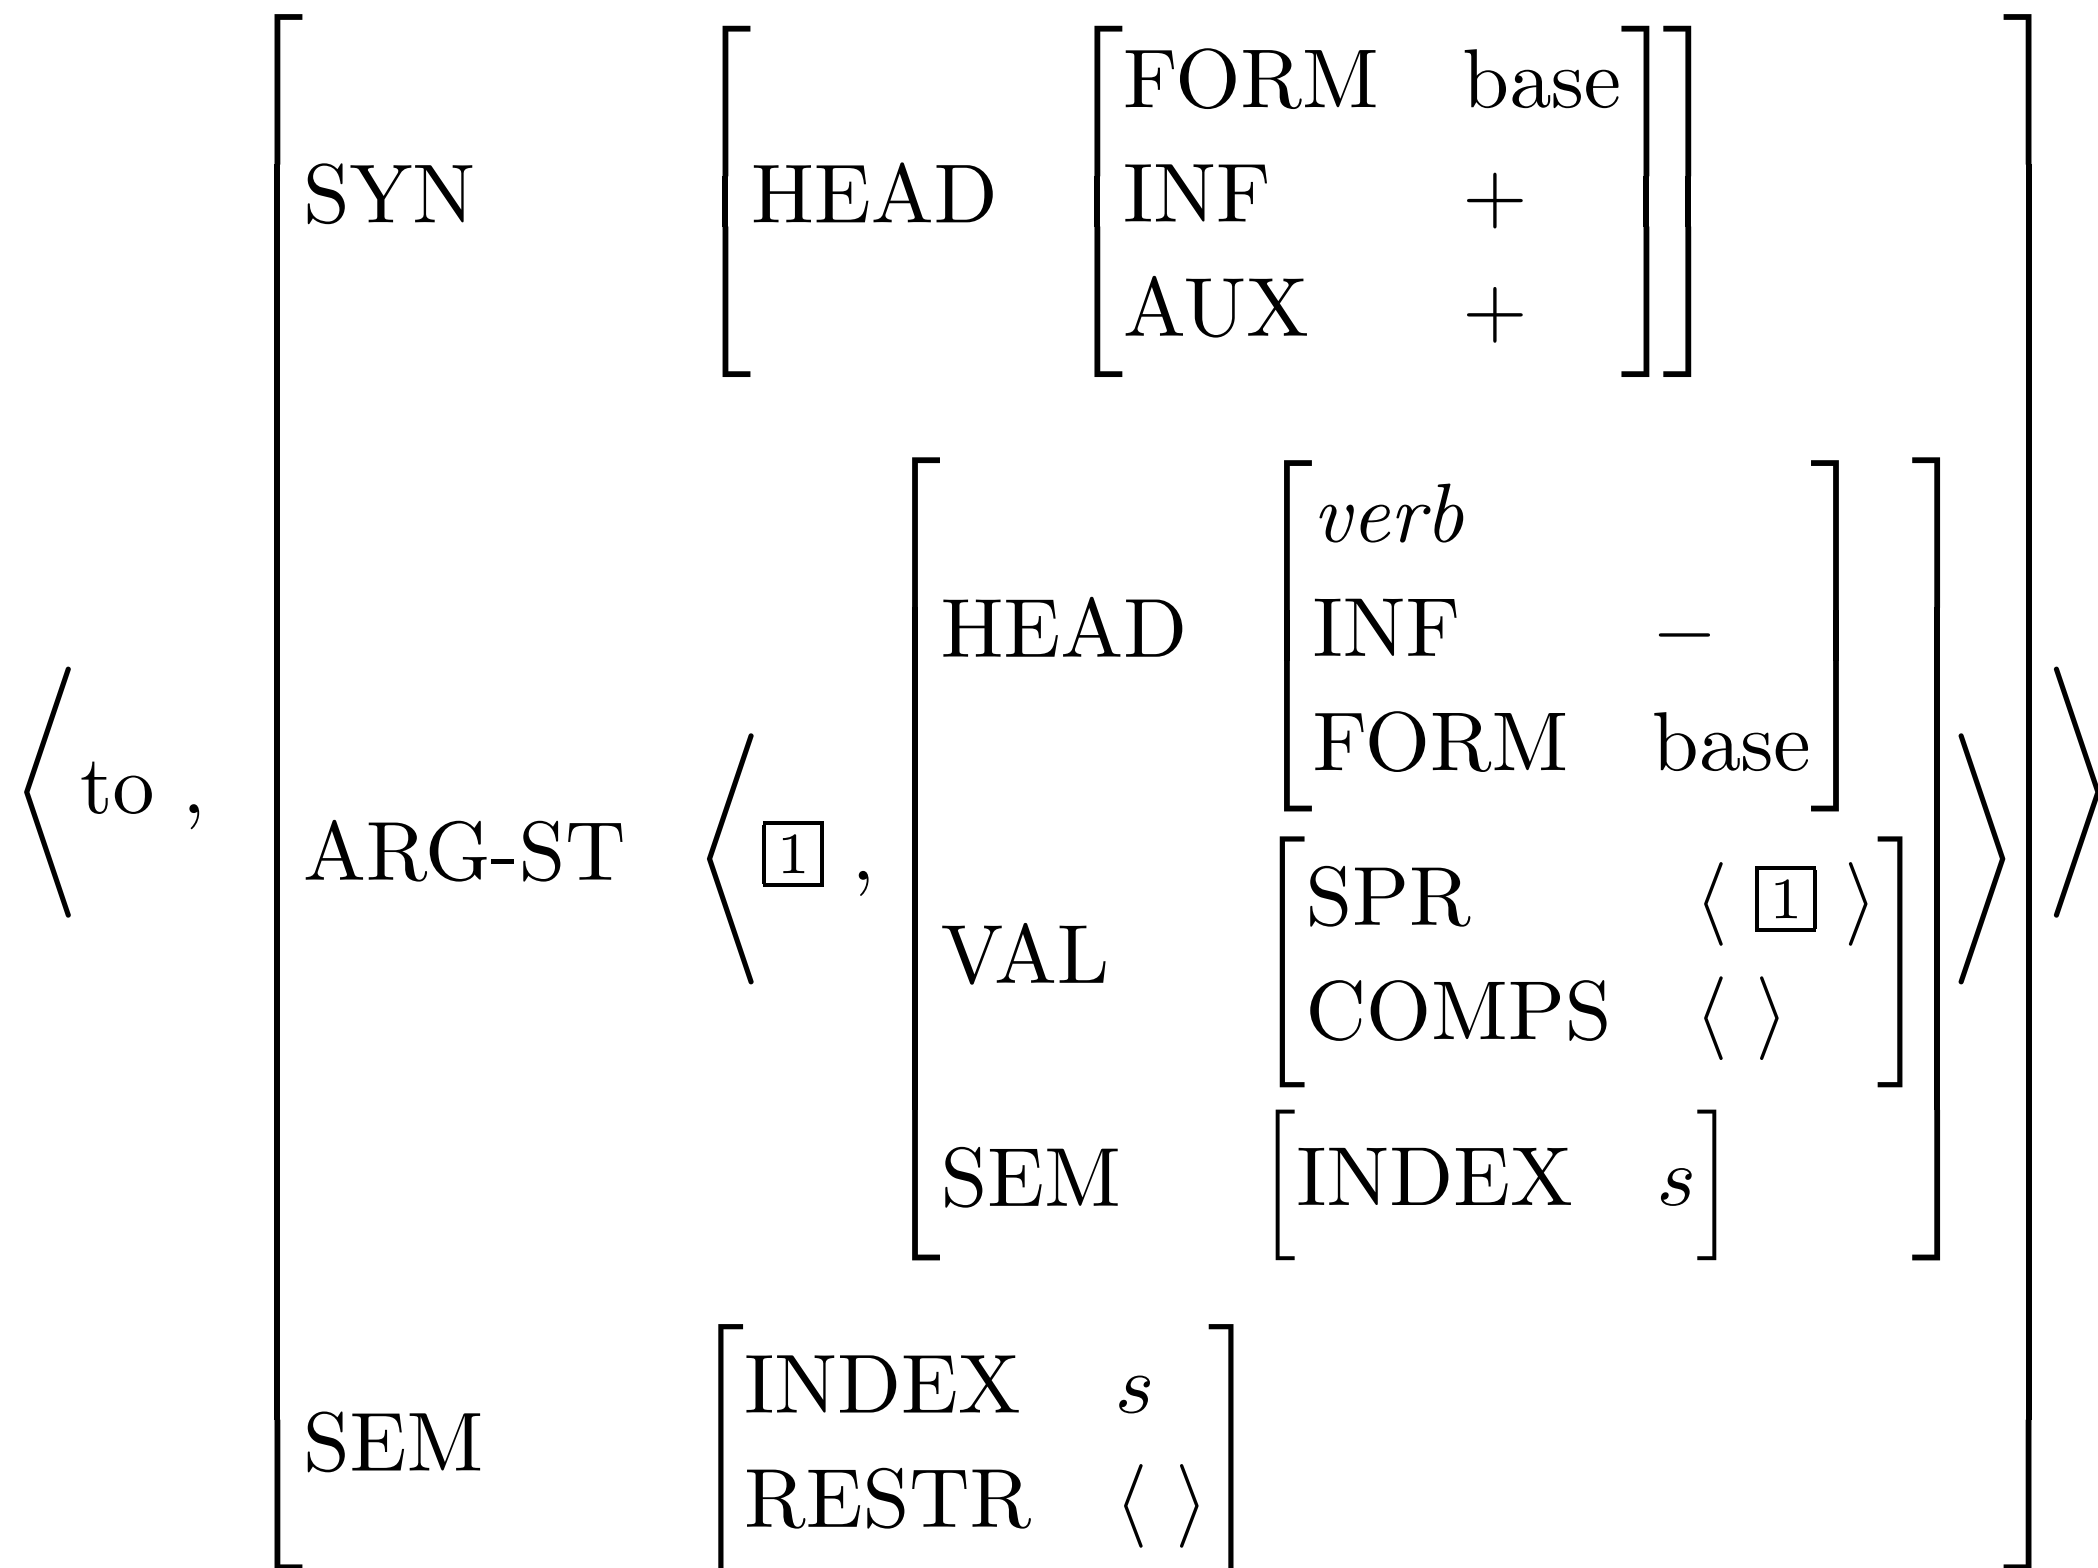 FORM base
SYN [ HEAD [ INF + ] ]
AUX +
verb
HEAD [ INF − ]
FORM base
⟨ to , ARG-ST ⟨ 1 , SPR ⟨ 1 ⟩ ⟩ ⟩
VAL
COMPS ⟨ ⟩
SEM [ INDEX s ]
INDEX s
SEM
RESTR ⟨ ⟩